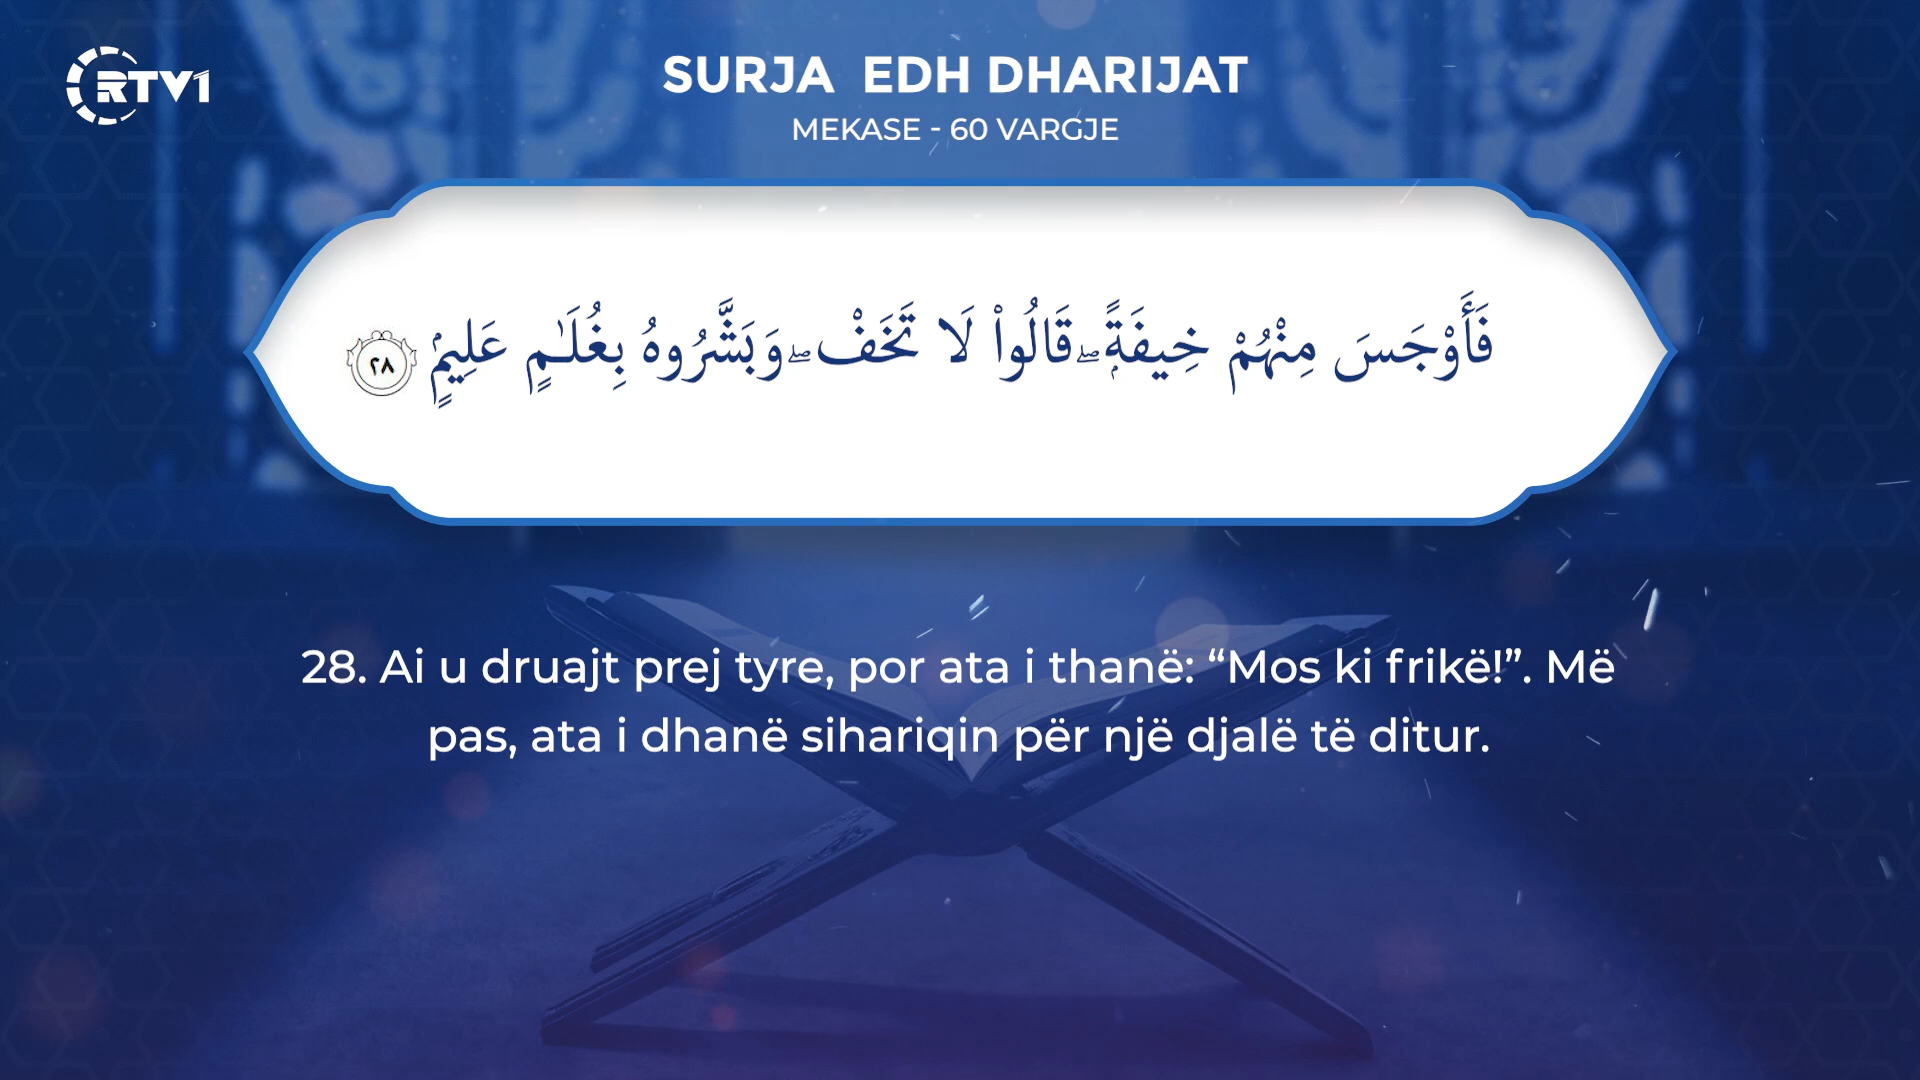 RTV1
SURJA EDH DHARIJAT
MEKASE - 60 VARGJE
فَأَوْجَسَ مِنْهُمْ خِيفَةًۭ ۖ قَالُوا۟ لَا تَخَفْ ۖ وَبَشَّرُوهُ بِغُلَـٰمٍ عَلِيمٍۢ ٢٨
28. Ai u druajt prej tyre, por ata i thanë: “Mos ki frikë!”. Më
pas, ata i dhanë sihariqin për një djalë të ditur.